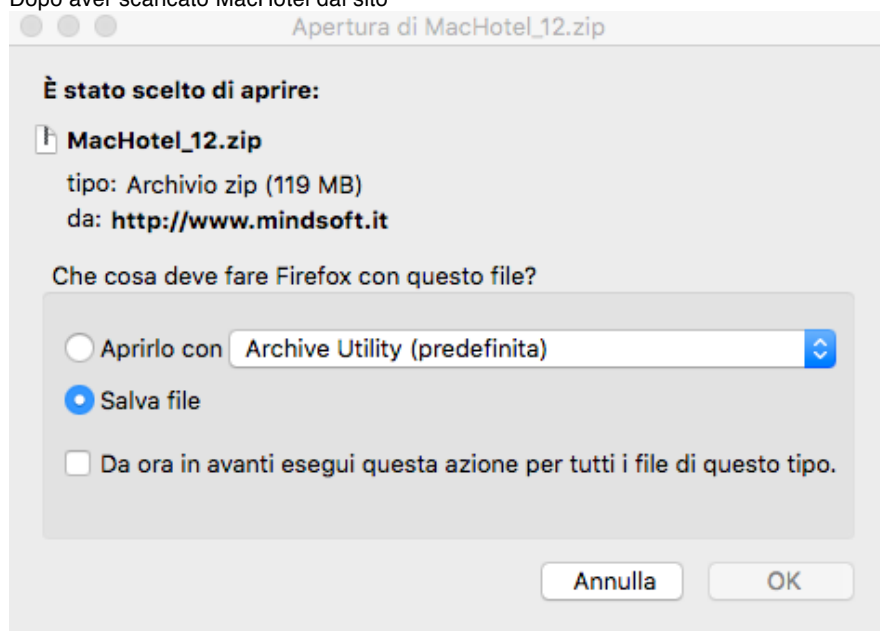 Dopo aver scaricato MacHotel dal sito
Apertura di MacHotel_12.zip
È stato scelto di aprire:
MacHotel_12.zip
tipo: Archivio zip (119 MB)
da: http://www.mindsoft.it
Che cosa deve fare Firefox con questo file?
Aprirlo con Archive Utility (predefinita)
Salva file
Da ora in avanti esegui questa azione per tutti i file di questo tipo.
Annulla OK